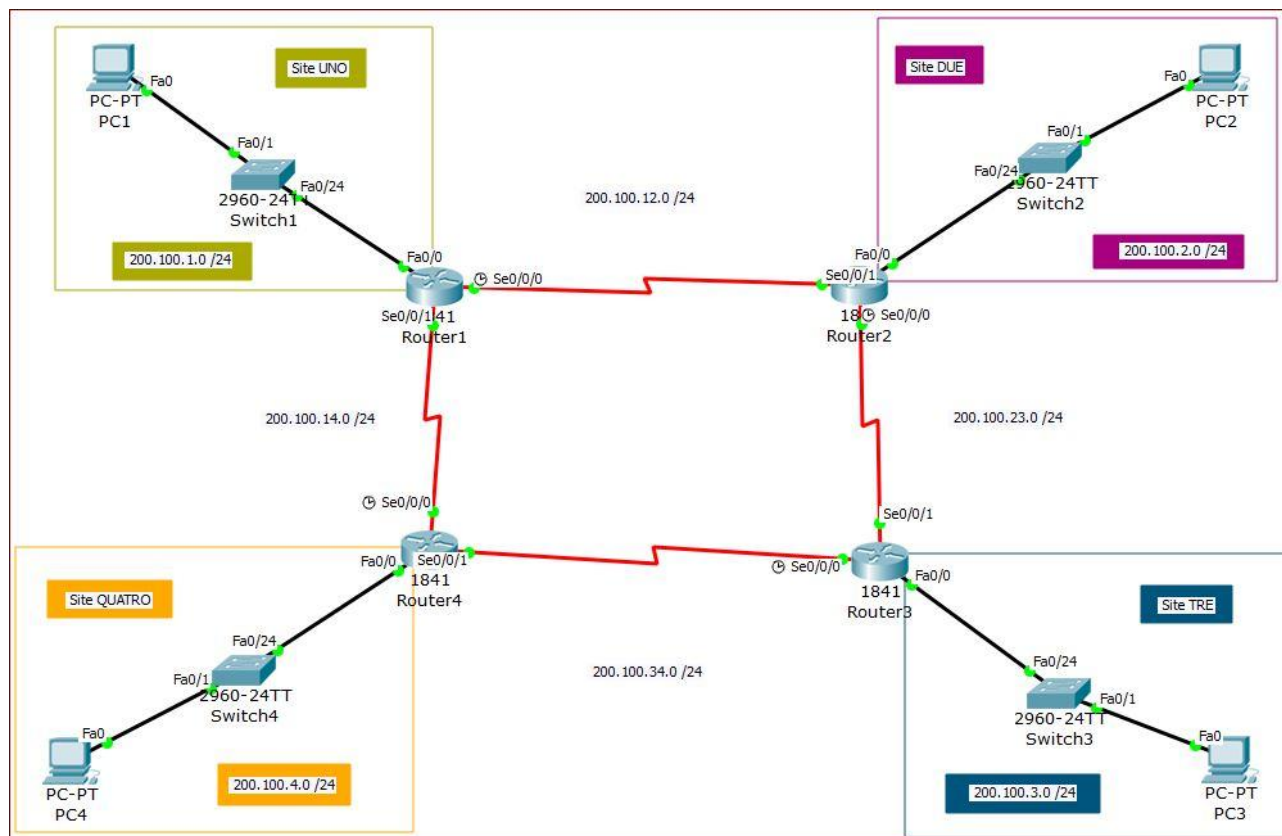 Site UNO
Fa0
PC-PT
PC1
Fa0/1
Fa0/24
2960-24TT
Switch1
200.100.1.0 /24
Fa0/0
Se0/0/0
Se0/0/1
41
Router1
200.100.12.0 /24
Site DUE
Fa0
PC-PT
PC2
Fa0/1
Fa0/24
2960-24TT
Switch2
200.100.2.0 /24
Fa0/0
Se0/0/1
18
Se0/0/0
Router2
200.100.14.0 /24
200.100.23.0 /24
Se0/0/0
Fa0/0
Se0/0/1
1841
Router4
Site QUATRO
Fa0/24
Fa0/1
2960-24TT
Switch4
Fa0
PC-PT
PC4
200.100.4.0 /24
200.100.34.0 /24
Se0/0/1
Se0/0/0
Fa0/0
1841
Router3
Site TRE
Fa0/24
Fa0/1
2960-24TT
Switch3
Fa0
PC-PT
PC3
200.100.3.0 /24